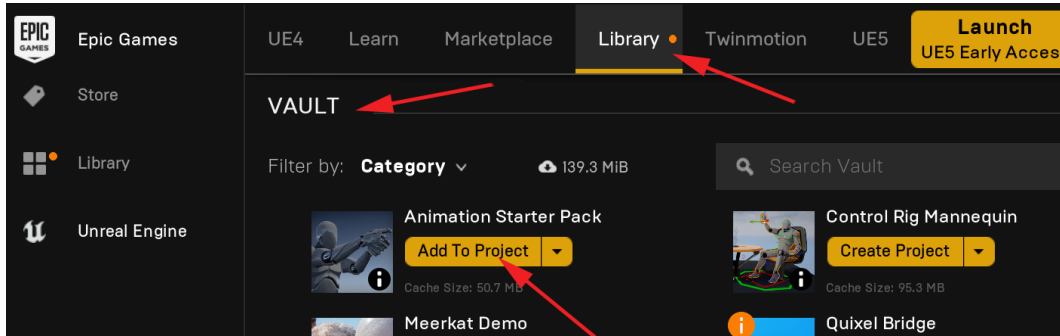 EPIC GAMES
Epic Games
Store
Library
Unreal Engine
UE4 Learn Marketplace Library Twinmotion UE5
Launch
UE5 Early Acces
VAULT
Filter by: Category 139.3 MiB Search Vault
Animation Starter Pack
Add To Project
Cache Size: 50.7 MB
Control Rig Mannequin
Create Project
Cache Size: 95.3 MB
Meerkat Demo
Quixel Bridge